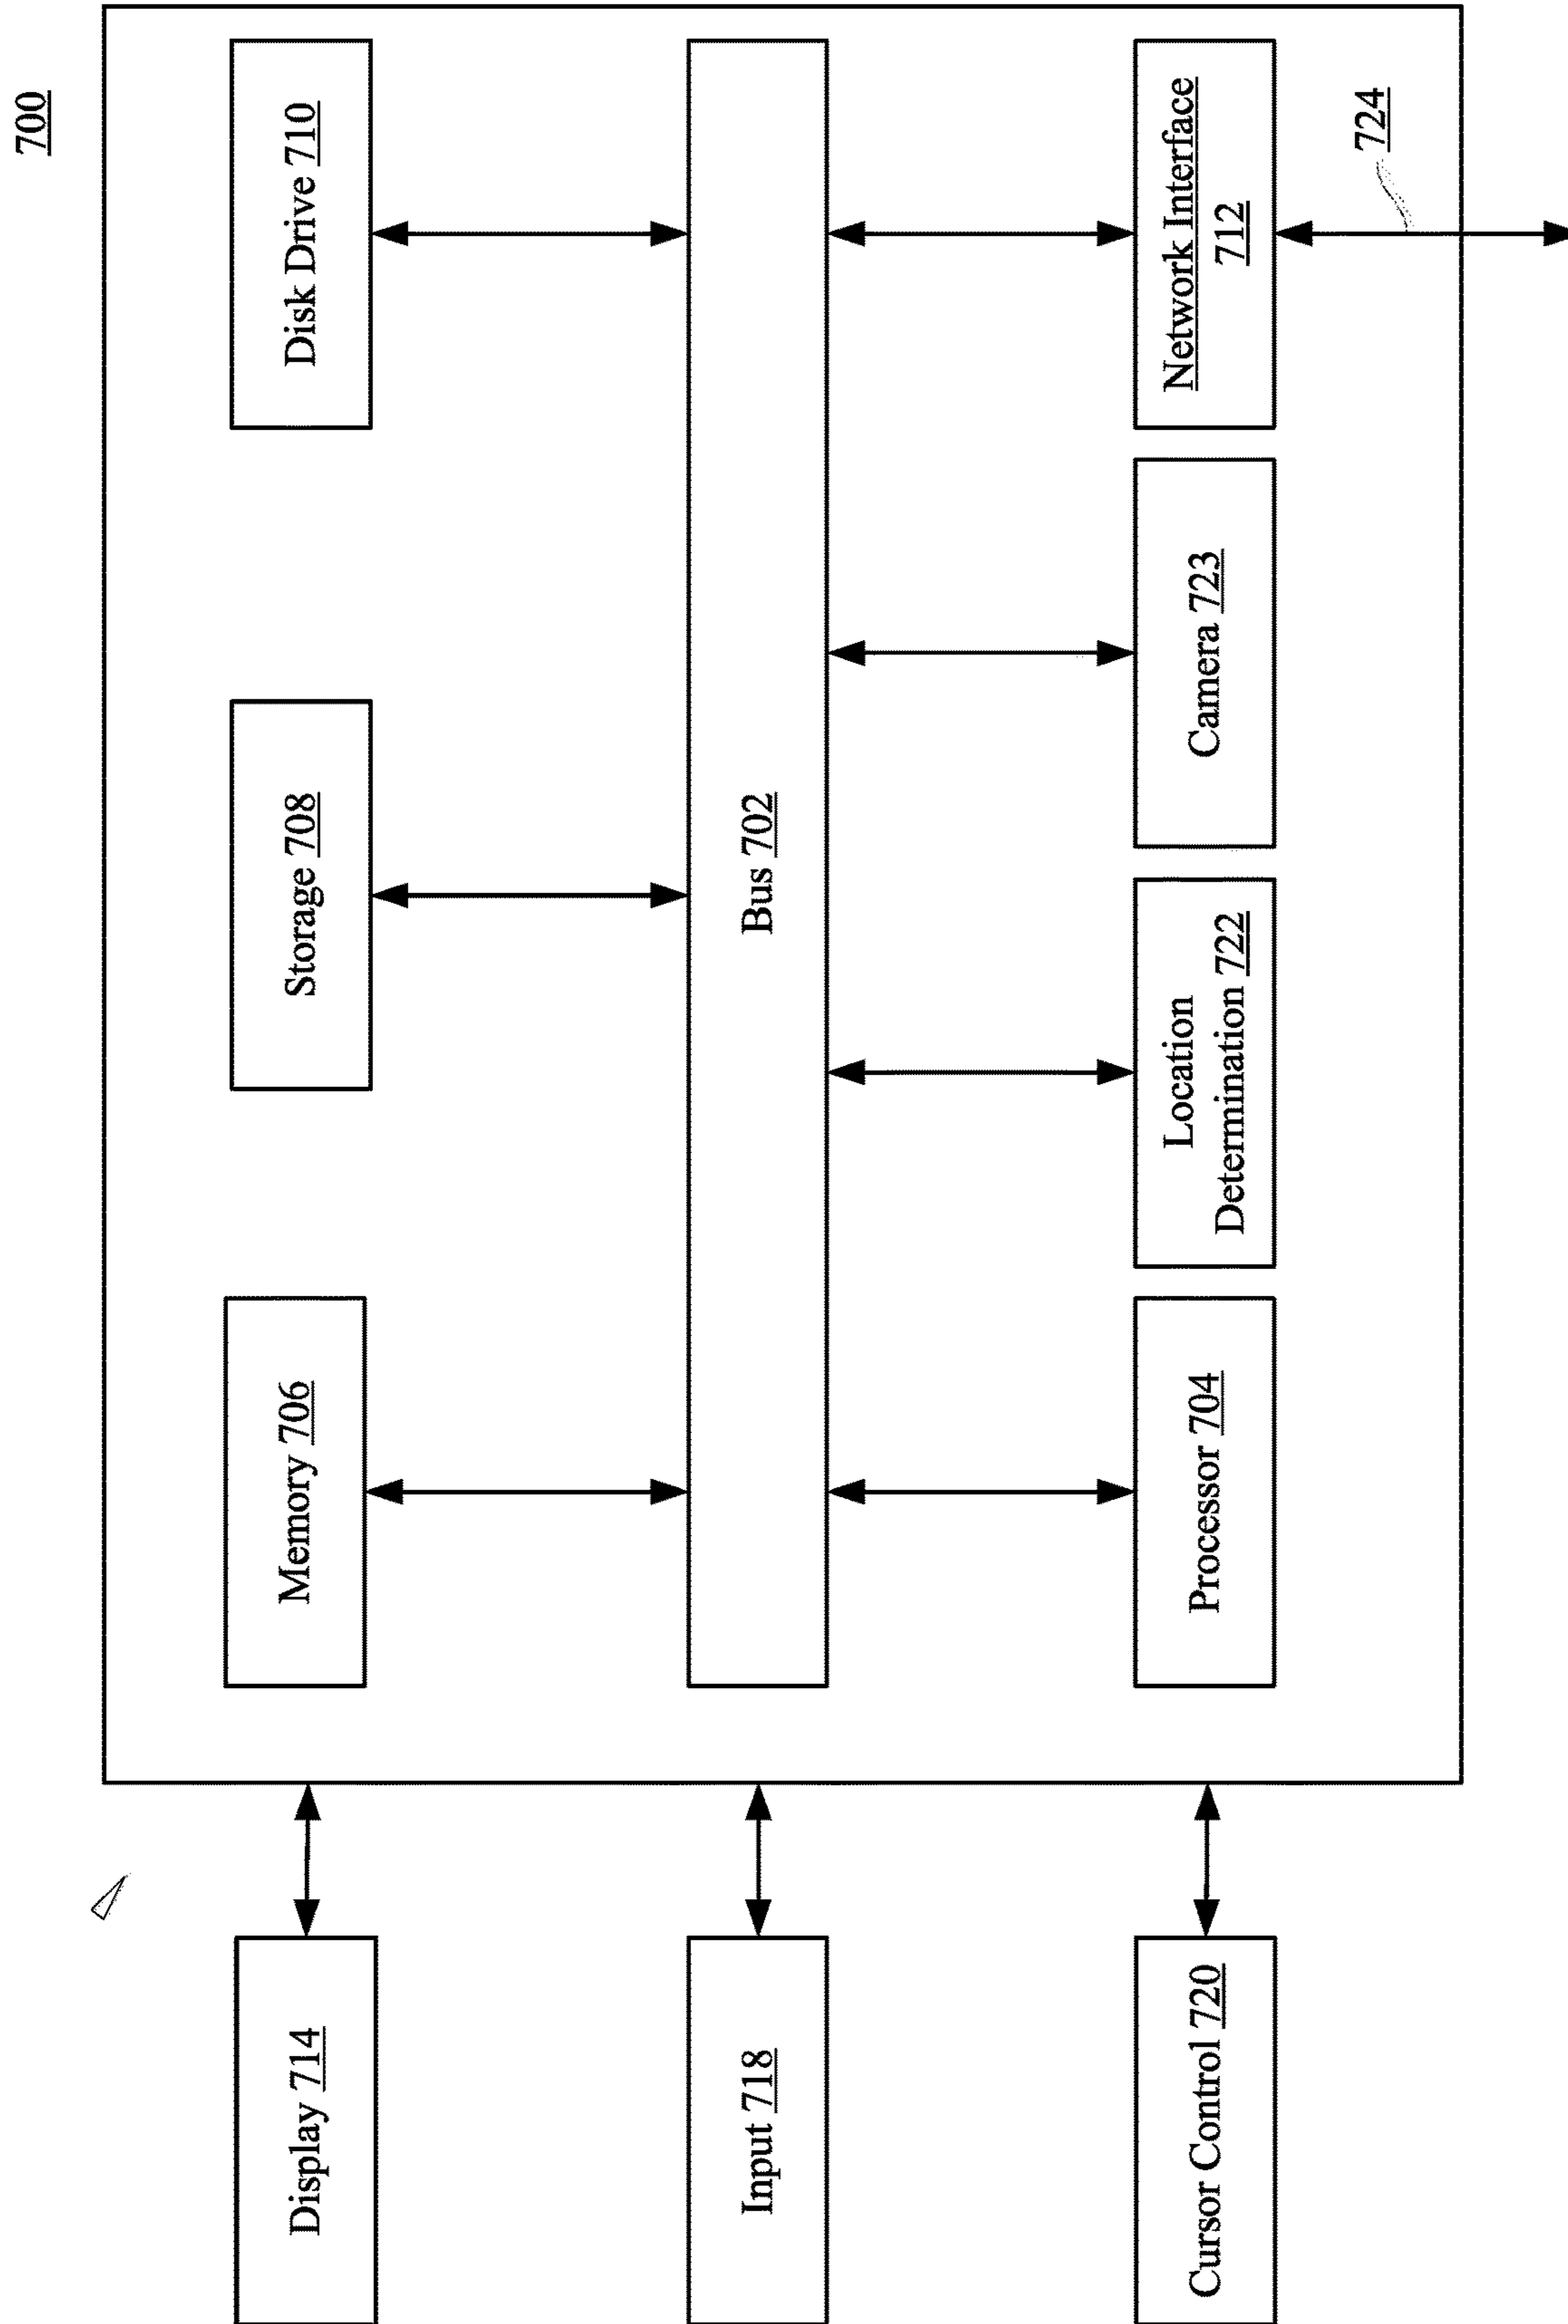 700
Display 714
Memory 706
Storage 708
Disk Drive 710
Input 718
Bus 702
Cursor Control 720
Processor 704
Location
Determination 722
Camera 723
Network Interface
712
724